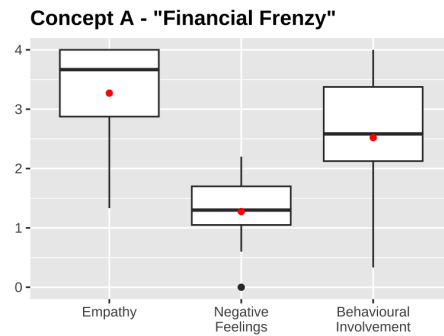 Concept A - "Financial Frenzy"
4
3
2
1
0
Empathy
Negative
Feelings
Behavioural
Involvement